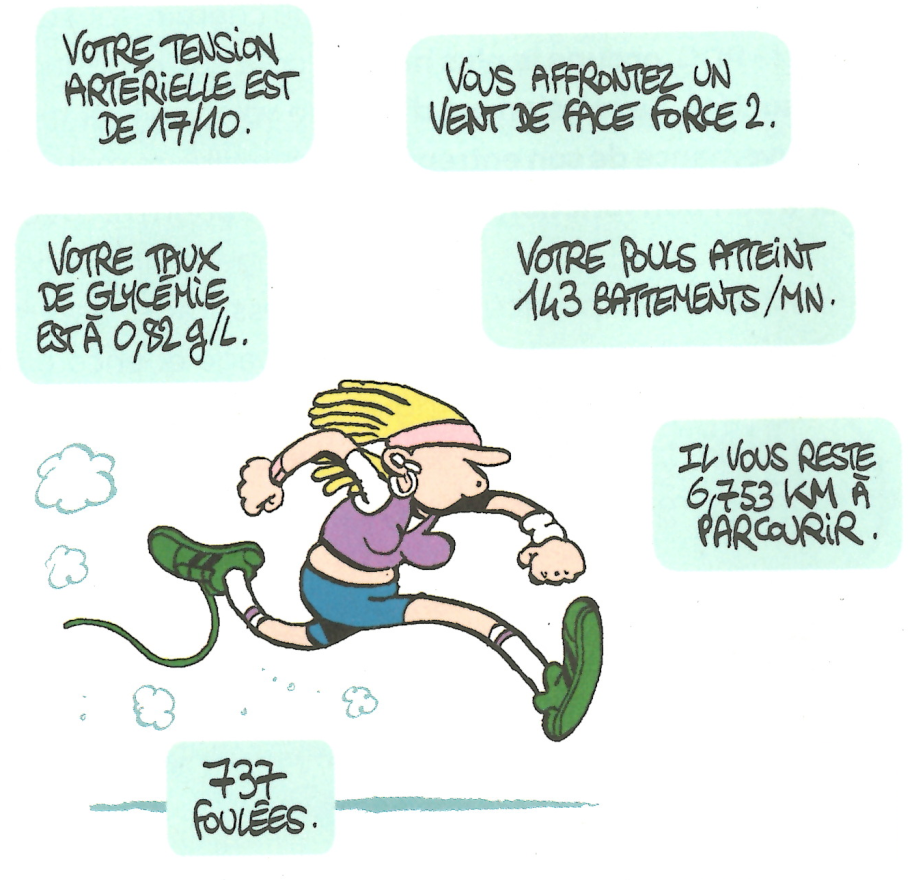 VOTRE TENSION
ARTÉRIELLE EST
DE 17/10.
VOUS AFFRONTEZ UN
VENT DE FACE FORCE 2.
VOTRE TAUX
DE GLYCÉMIE
EST À 0,82 g/L.
VOTRE POULS ATTEINT
143 BATTEMENTS/MN.
IL VOUS RESTE
6,753 KM À
PARCOURIR.
737
FOULÉES.